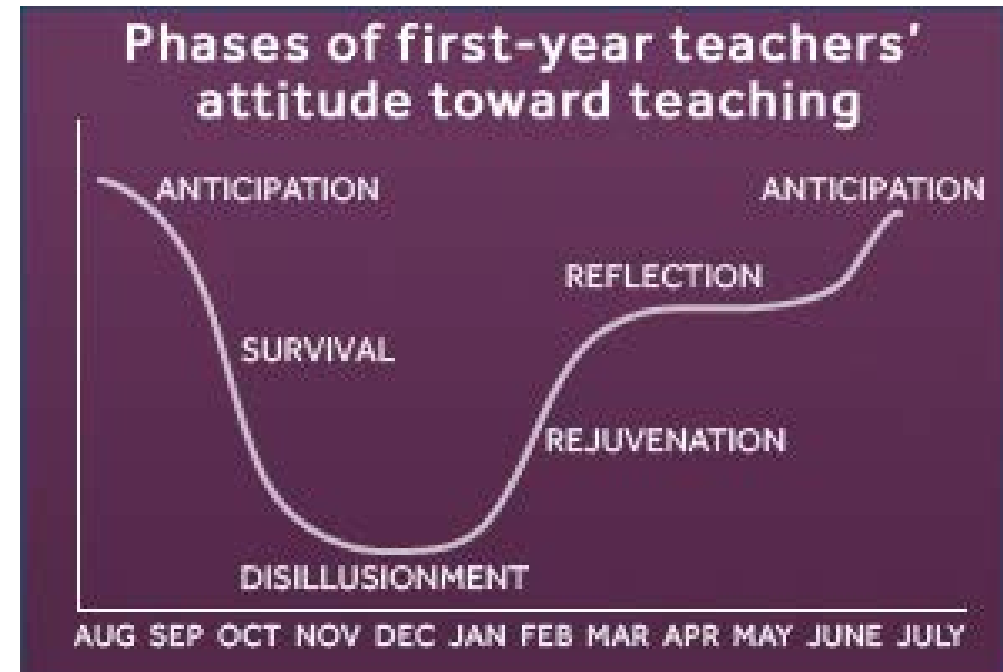 Phases of first-year teachers’
attitude toward teaching
ANTICIPATION
ANTICIPATION
REFLECTION
SURVIVAL
REJUVENATION
DISILLUSIONMENT
AUG SEP OCT NOV DEC JAN FEB MAR APR MAY JUNE JULY